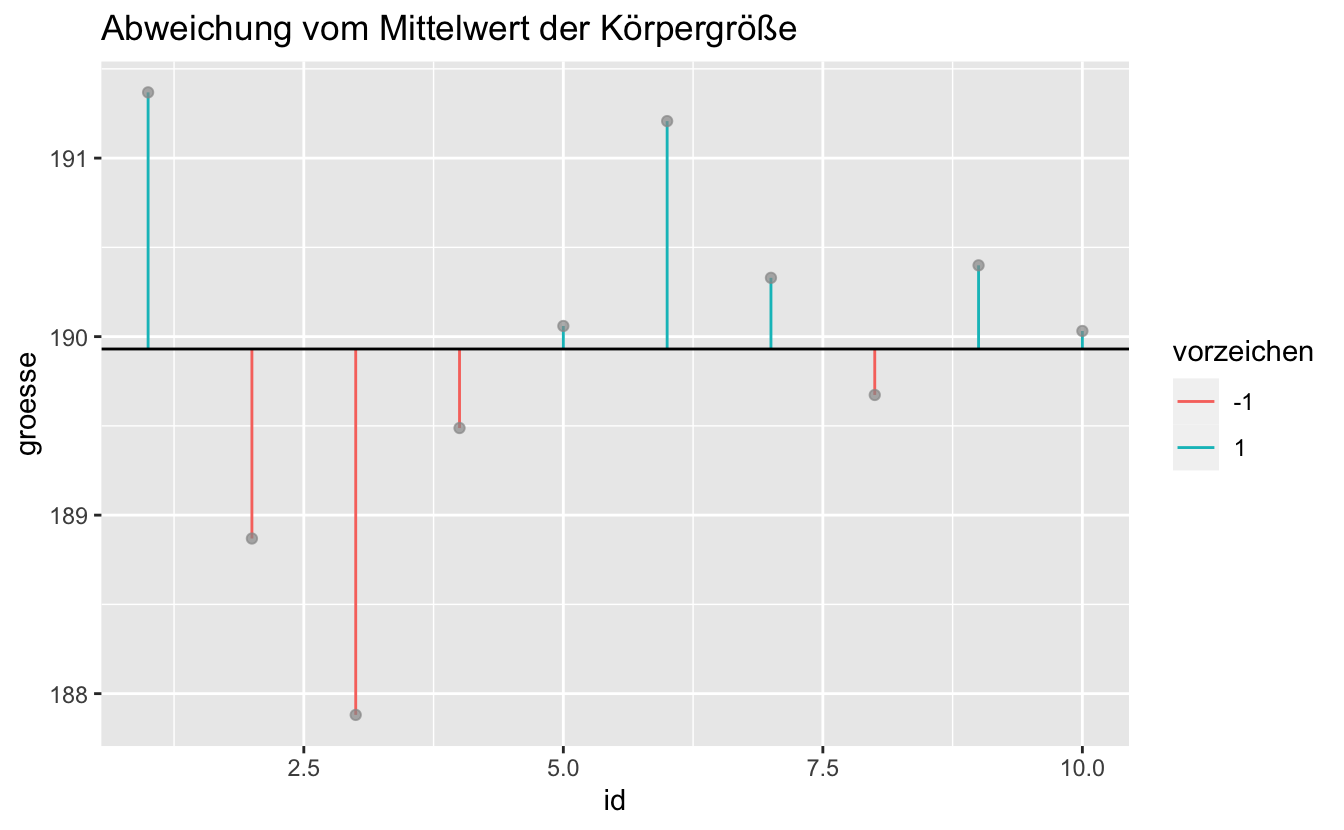 Abweichung vom Mittelwert der Körpergröße
191
190
189
188
groesse
2.5
5.0
7.5
10.0
id
vorzeichen
-1
1